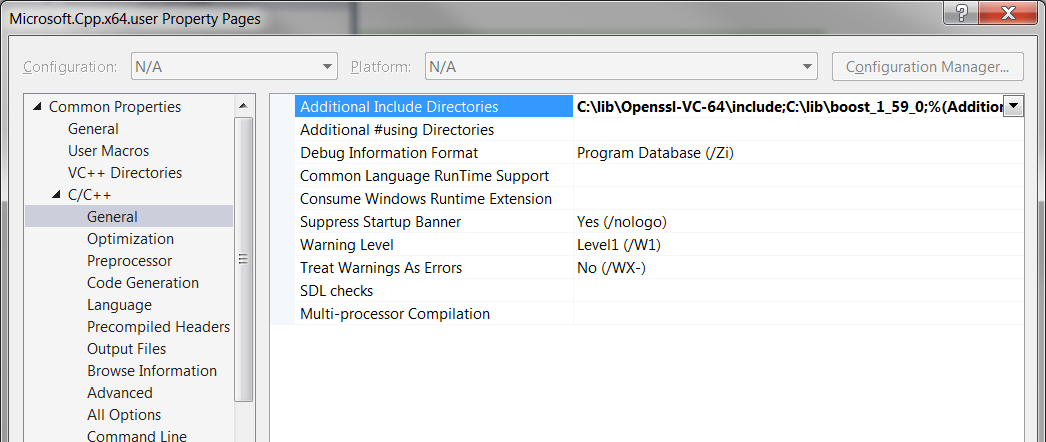 Microsoft.Cpp.x64.user Property Pages
Configuration: N/A Platform: N/A Configuration Manager...
Common Properties
General
User Macros
VC++ Directories
C/C++
General
Optimization
Preprocessor
Code Generation
Language
Precompiled Headers
Output Files
Browse Information
Advanced
All Options
Command Line
Additional Include Directories C:\lib\Openssl-VC-64\include;C:\lib\boost_1_59_0;%(Addition
Additional #using Directories
Debug Information Format Program Database (/Zi)
Common Language RunTime Support
Consume Windows Runtime Extension
Suppress Startup Banner Yes (/nologo)
Warning Level Level1 (/W1)
Treat Warnings As Errors No (/WX-)
SDL checks
Multi-processor Compilation